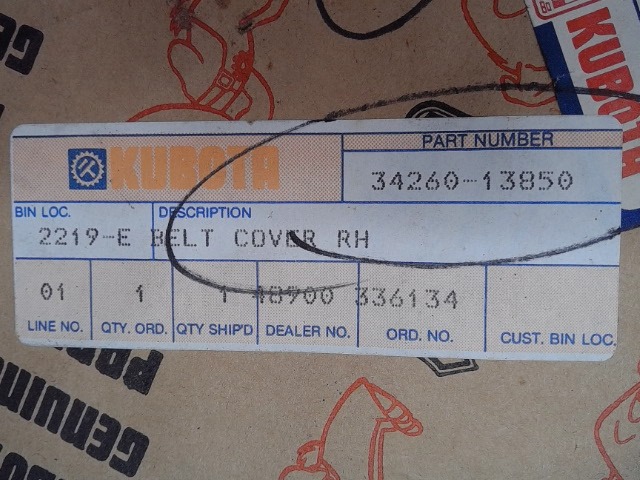 GENUINE
KUBOTA
KUBOTA
PART NUMBER
34260-13850
BIN LOC.
DESCRIPTION
2219-E BELT COVER RH
01 1 1 48900 336134
LINE NO. QTY. ORD. QTY SHIP'D DEALER NO. ORD. NO. CUST. BIN LOC.
GENUINE